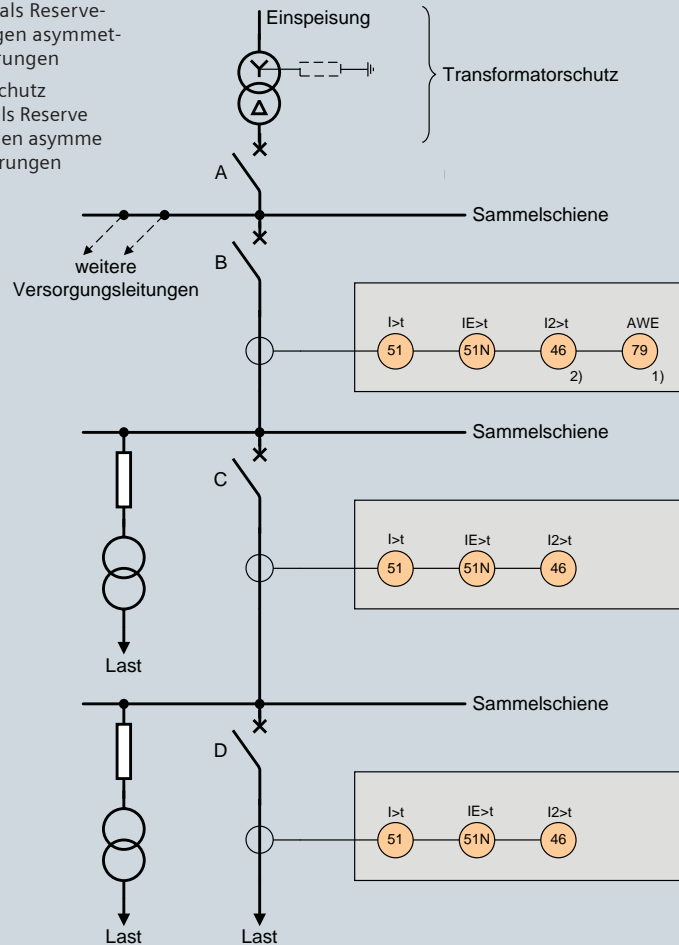 als Reserve-
gen asymmet-
rungen
chutz
ls Reserve
en asymme
rungen
Einspeisung
Transformatorschutz
A
Sammelschiene
B
weitere
Versorgungsleitungen
I>t
IE>t
I2>t
AWE
51
51N
46
79
2)
1)
Sammelschiene
C
I>t
IE>t
I2>t
51
51N
46
Last
Sammelschiene
D
I>t
IE>t
I2>t
51
51N
46
Last
Last